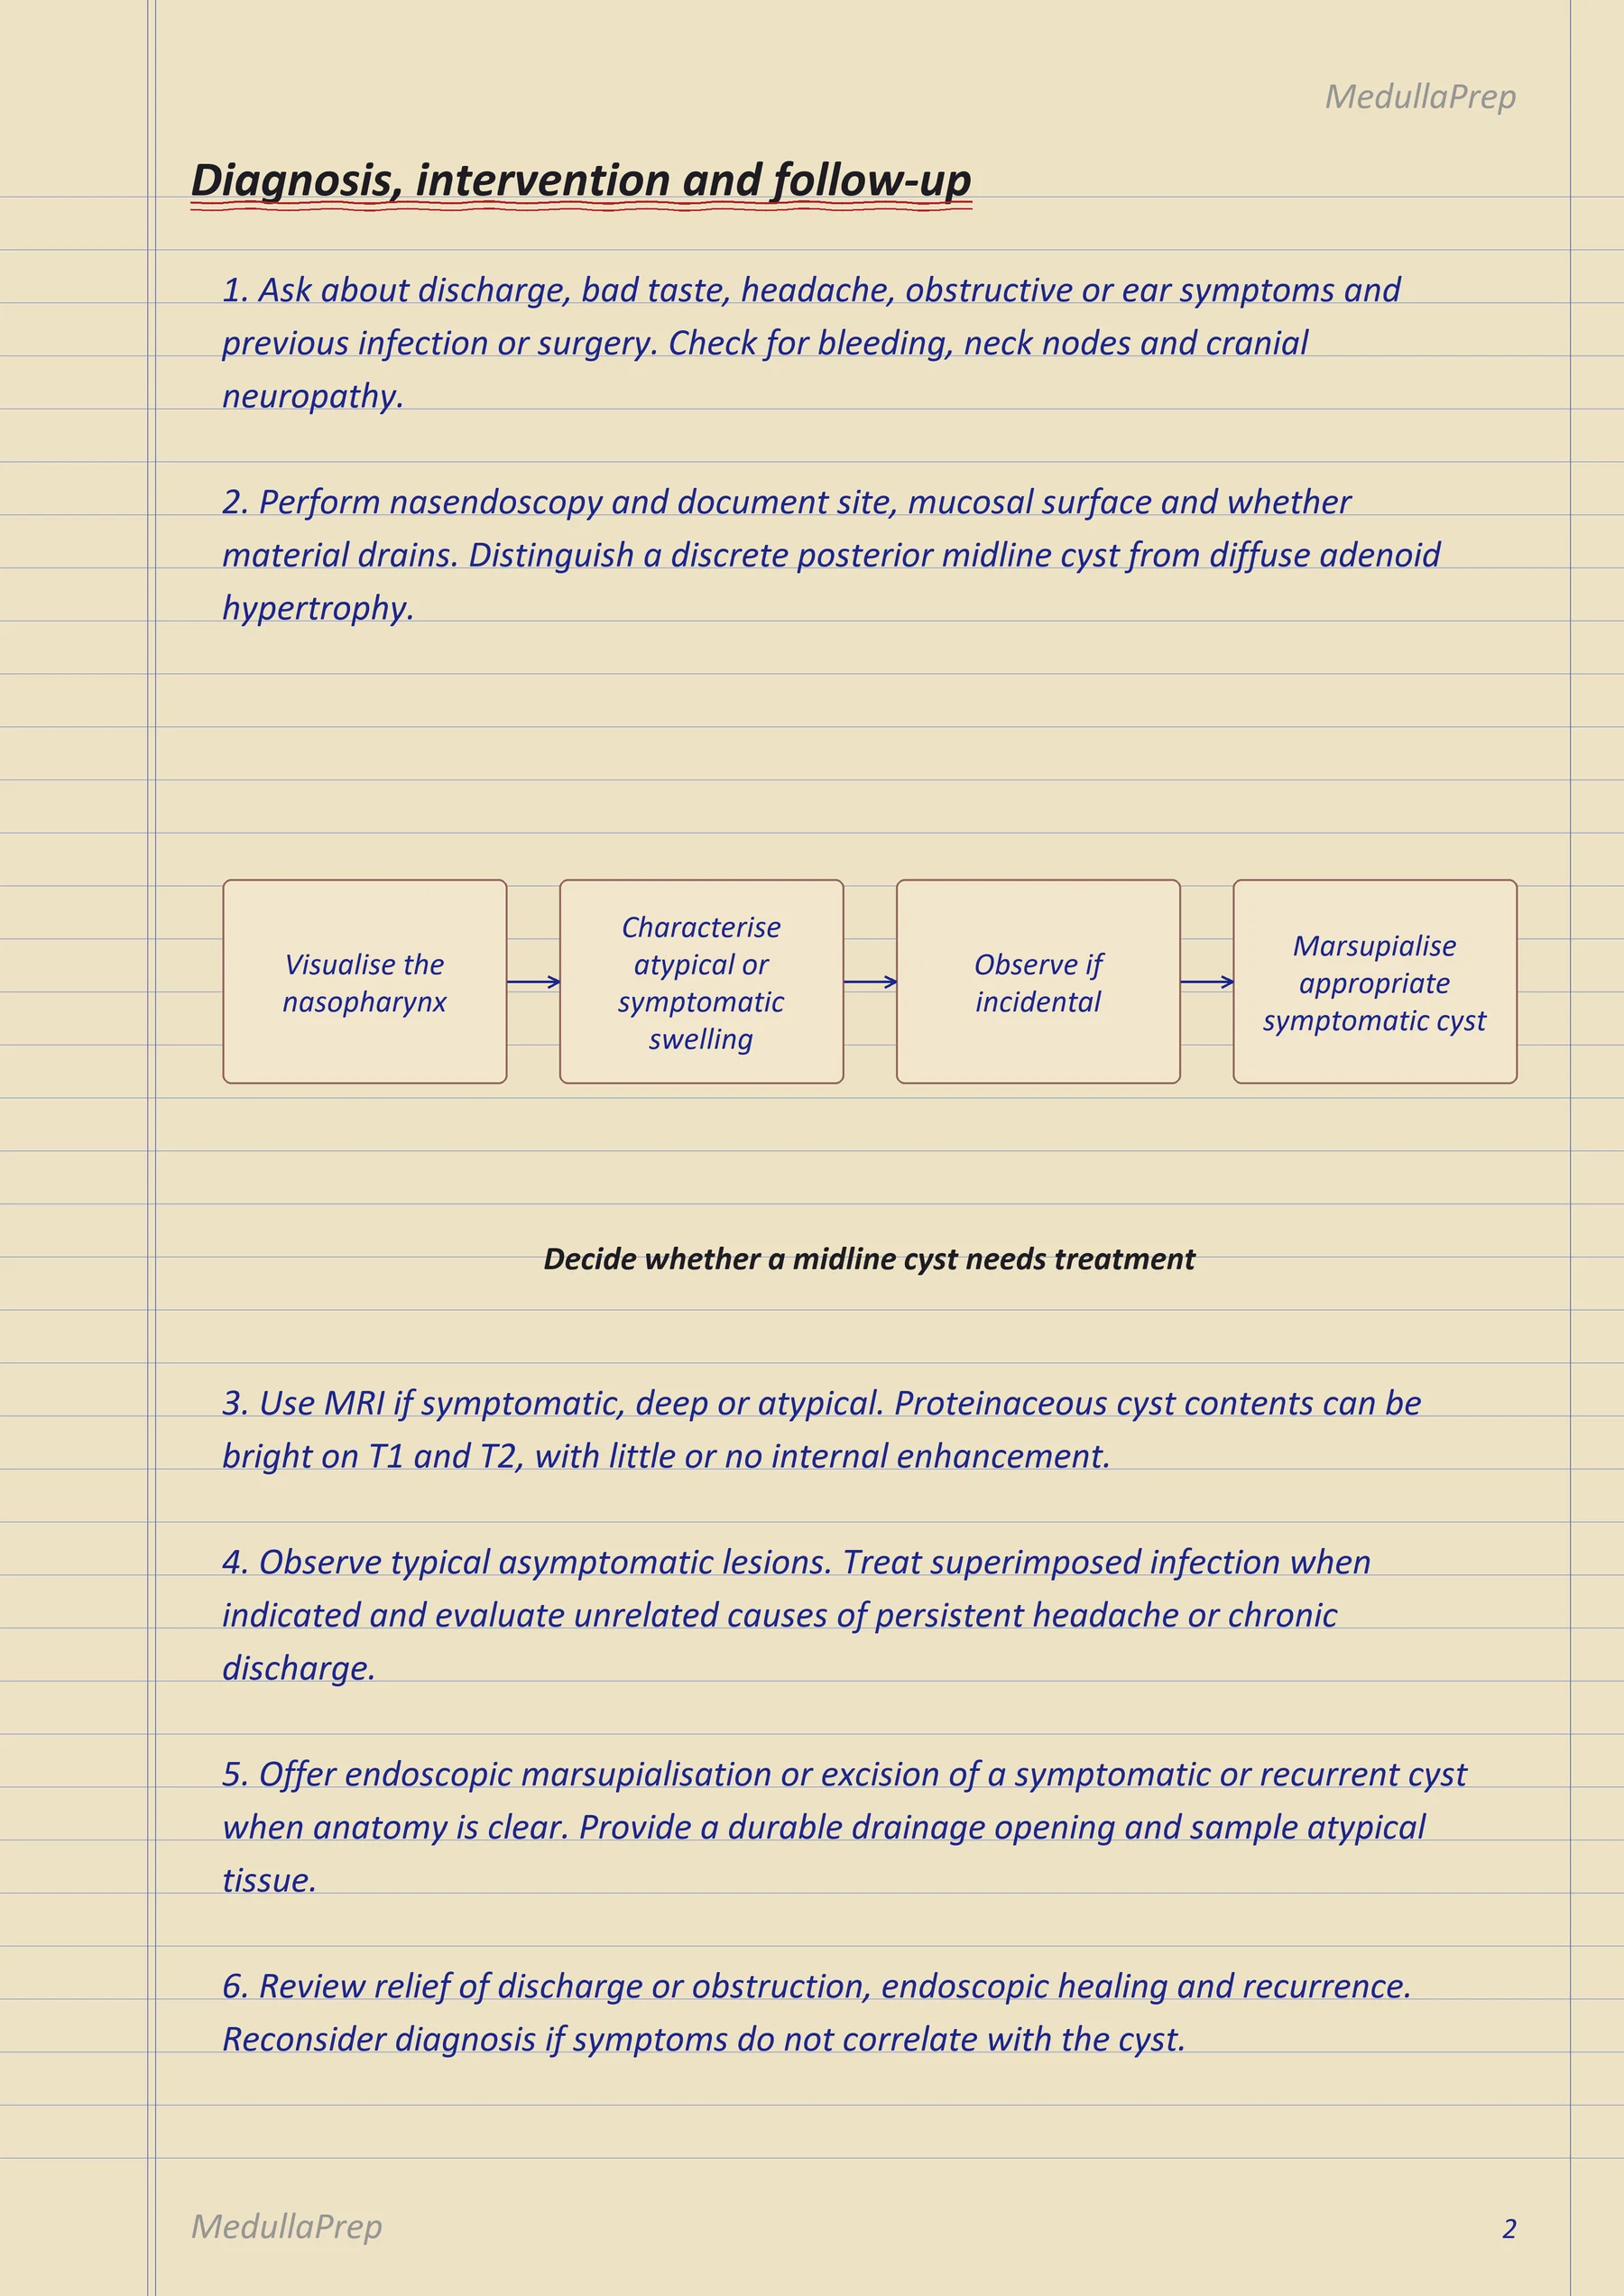 MedullaPrep
Diagnosis, intervention and follow-up
1. Ask about discharge, bad taste, headache, obstructive or ear symptoms and
previous infection or surgery. Check for bleeding, neck nodes and cranial
neuropathy.
2. Perform nasendoscopy and document site, mucosal surface and whether
material drains. Distinguish a discrete posterior midline cyst from diffuse adenoid
hypertrophy.
Visualise the
nasopharynx
Characterise
atypical or
symptomatic
swelling
Observe if
incidental
Marsupialise
appropriate
symptomatic cyst
Decide whether a midline cyst needs treatment
3. Use MRI if symptomatic, deep or atypical. Proteinaceous cyst contents can be
bright on T1 and T2, with little or no internal enhancement.
4. Observe typical asymptomatic lesions. Treat superimposed infection when
indicated and evaluate unrelated causes of persistent headache or chronic
discharge.
5. Offer endoscopic marsupialisation or excision of a symptomatic or recurrent cyst
when anatomy is clear. Provide a durable drainage opening and sample atypical
tissue.
6. Review relief of discharge or obstruction, endoscopic healing and recurrence.
Reconsider diagnosis if symptoms do not correlate with the cyst.
MedullaPrep
2